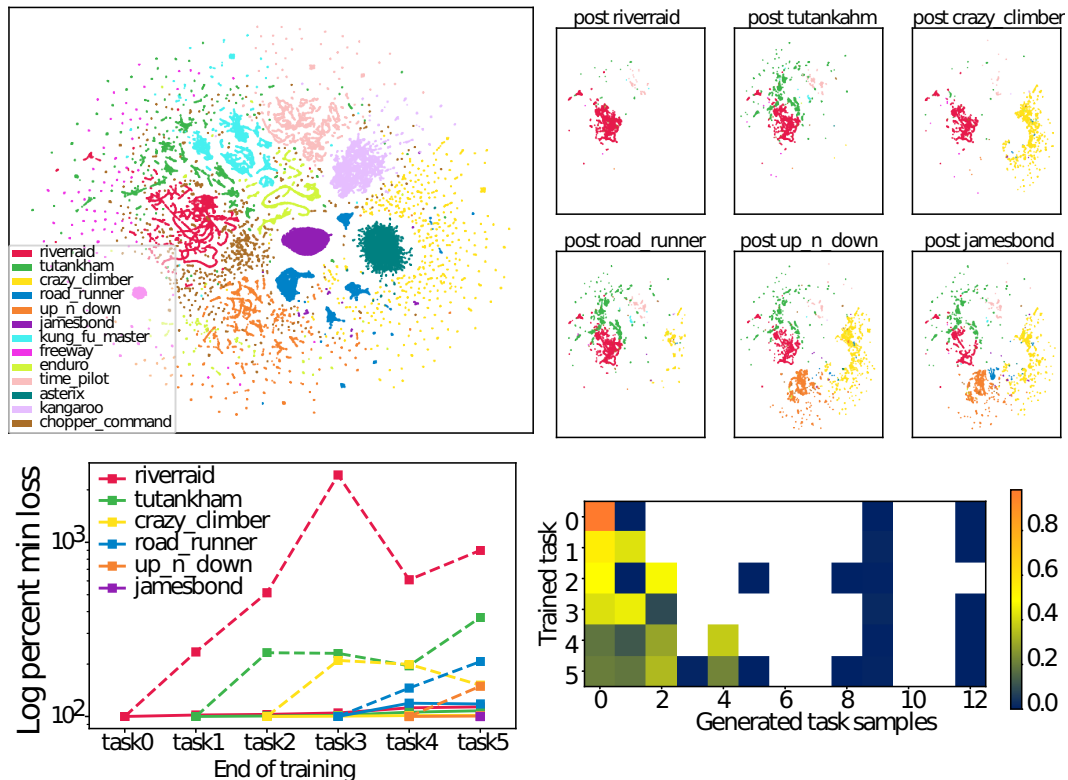 post riverraid
post tutankahm
post crazy_climber
riverraid
tutankham
crazy_climber
road_runner
up_n_down
jamesbond
kung_fu_master
freeway
enduro
time_pilot
asterix
kangaroo
chopper_command
post road_runner
post up_n_down
post jamesbond
Log percent min loss
10³
10²
riverraid
tutankham
crazy_climber
road_runner
up_n_down
jamesbond
task0 task1 task2 task3 task4 task5
End of training
Trained task
0
1
2
3
4
5
0 2 4 6 8 10 12
Generated task samples
0.8
0.6
0.4
0.2
0.0